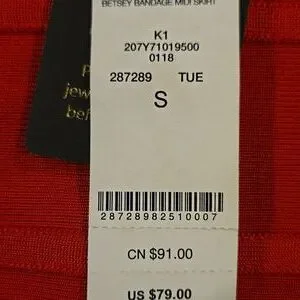 BETSEY BANDAGE MIDI SKIRT
K1
207Y71019500
0118
287289 TUE
S
28728982510007
CN $91.00
US $79.00